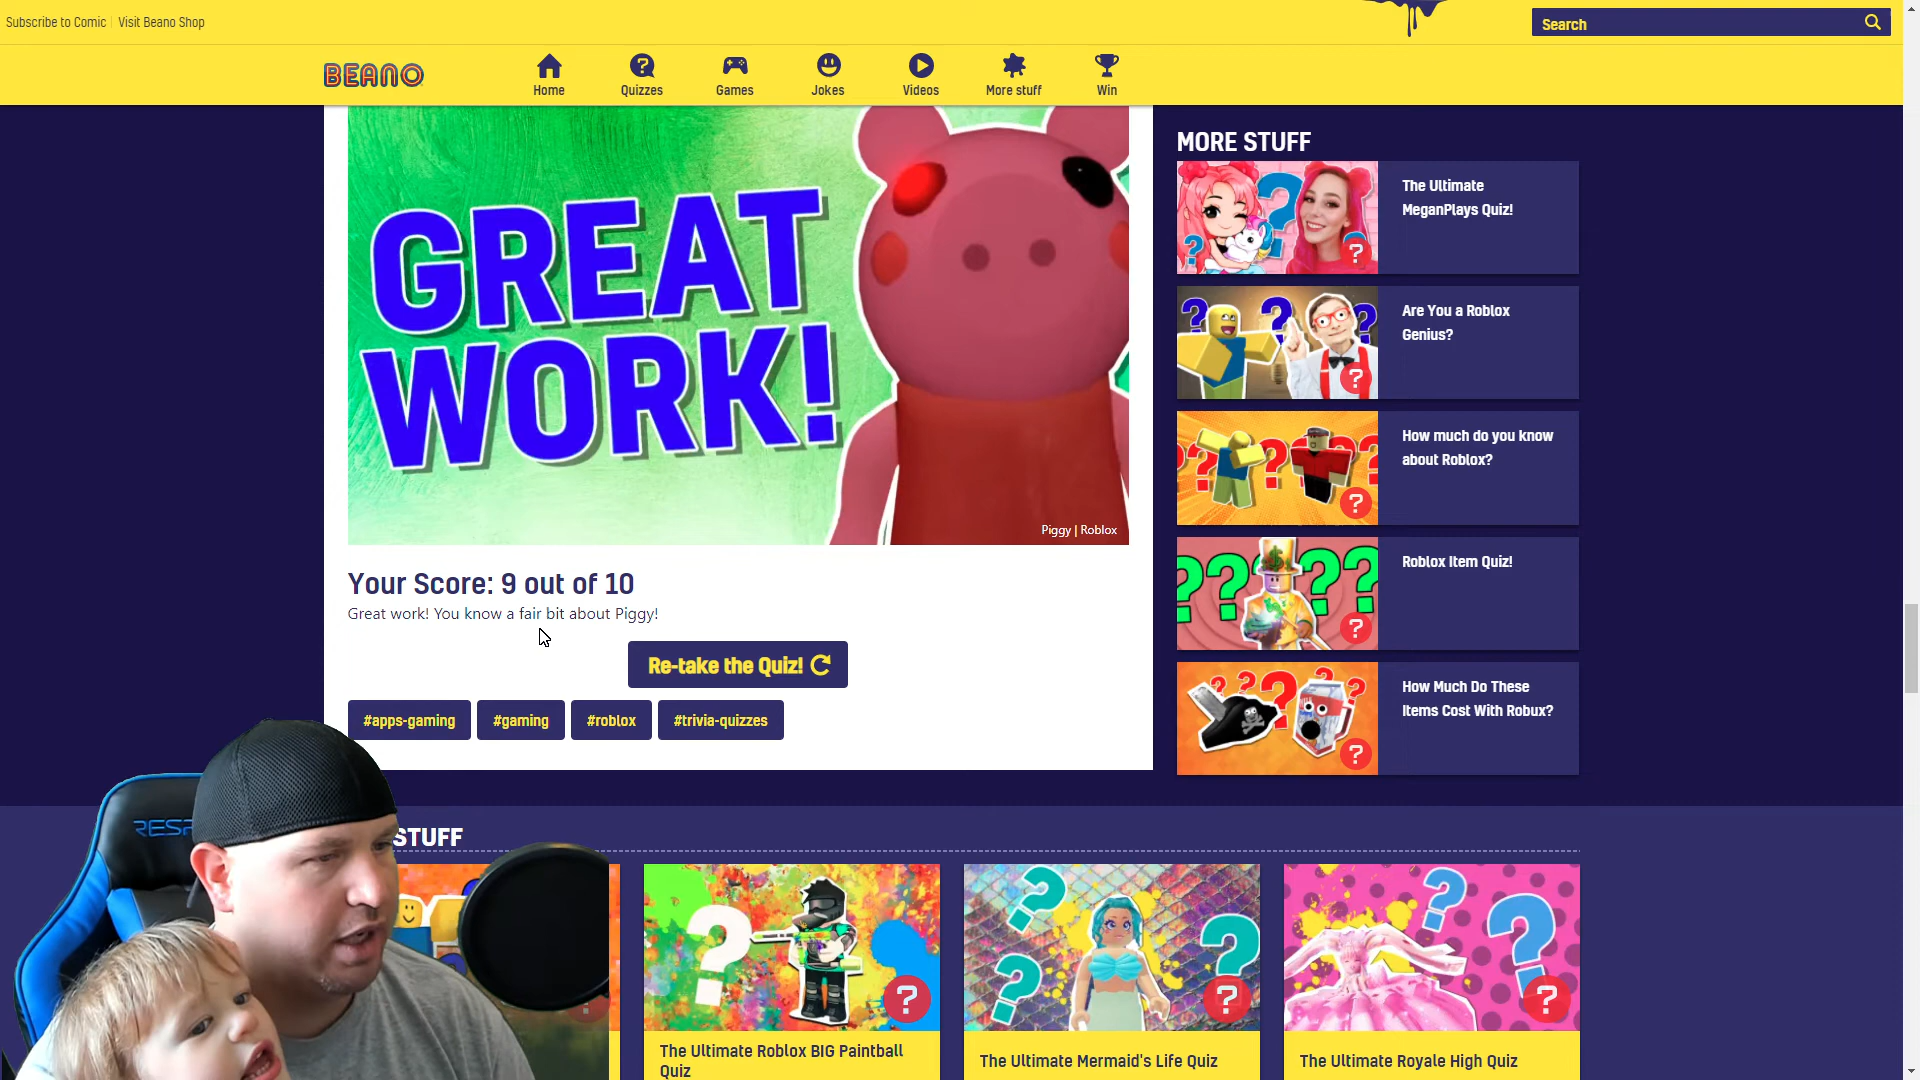 Subscribe to Comic | Visit Beano Shop
Search
BEANO
Home
Quizzes
Games
Jokes
Videos
More stuff
Win
GREAT
WORK!
Piggy | Roblox
Your Score: 9 out of 10
Great work! You know a fair bit about Piggy!
Re-take the Quiz!
#apps-gaming
#gaming
#roblox
#trivia-quizzes
MORE STUFF
The Ultimate
MeganPlays Quiz!
Are You a Roblox
Genius?
How much do you know
about Roblox?
Roblox Item Quiz!
How Much Do These
Items Cost With Robux?
STUFF
The Ultimate Roblox BIG Paintball
Quiz
The Ultimate Mermaid's Life Quiz
The Ultimate Royale High Quiz